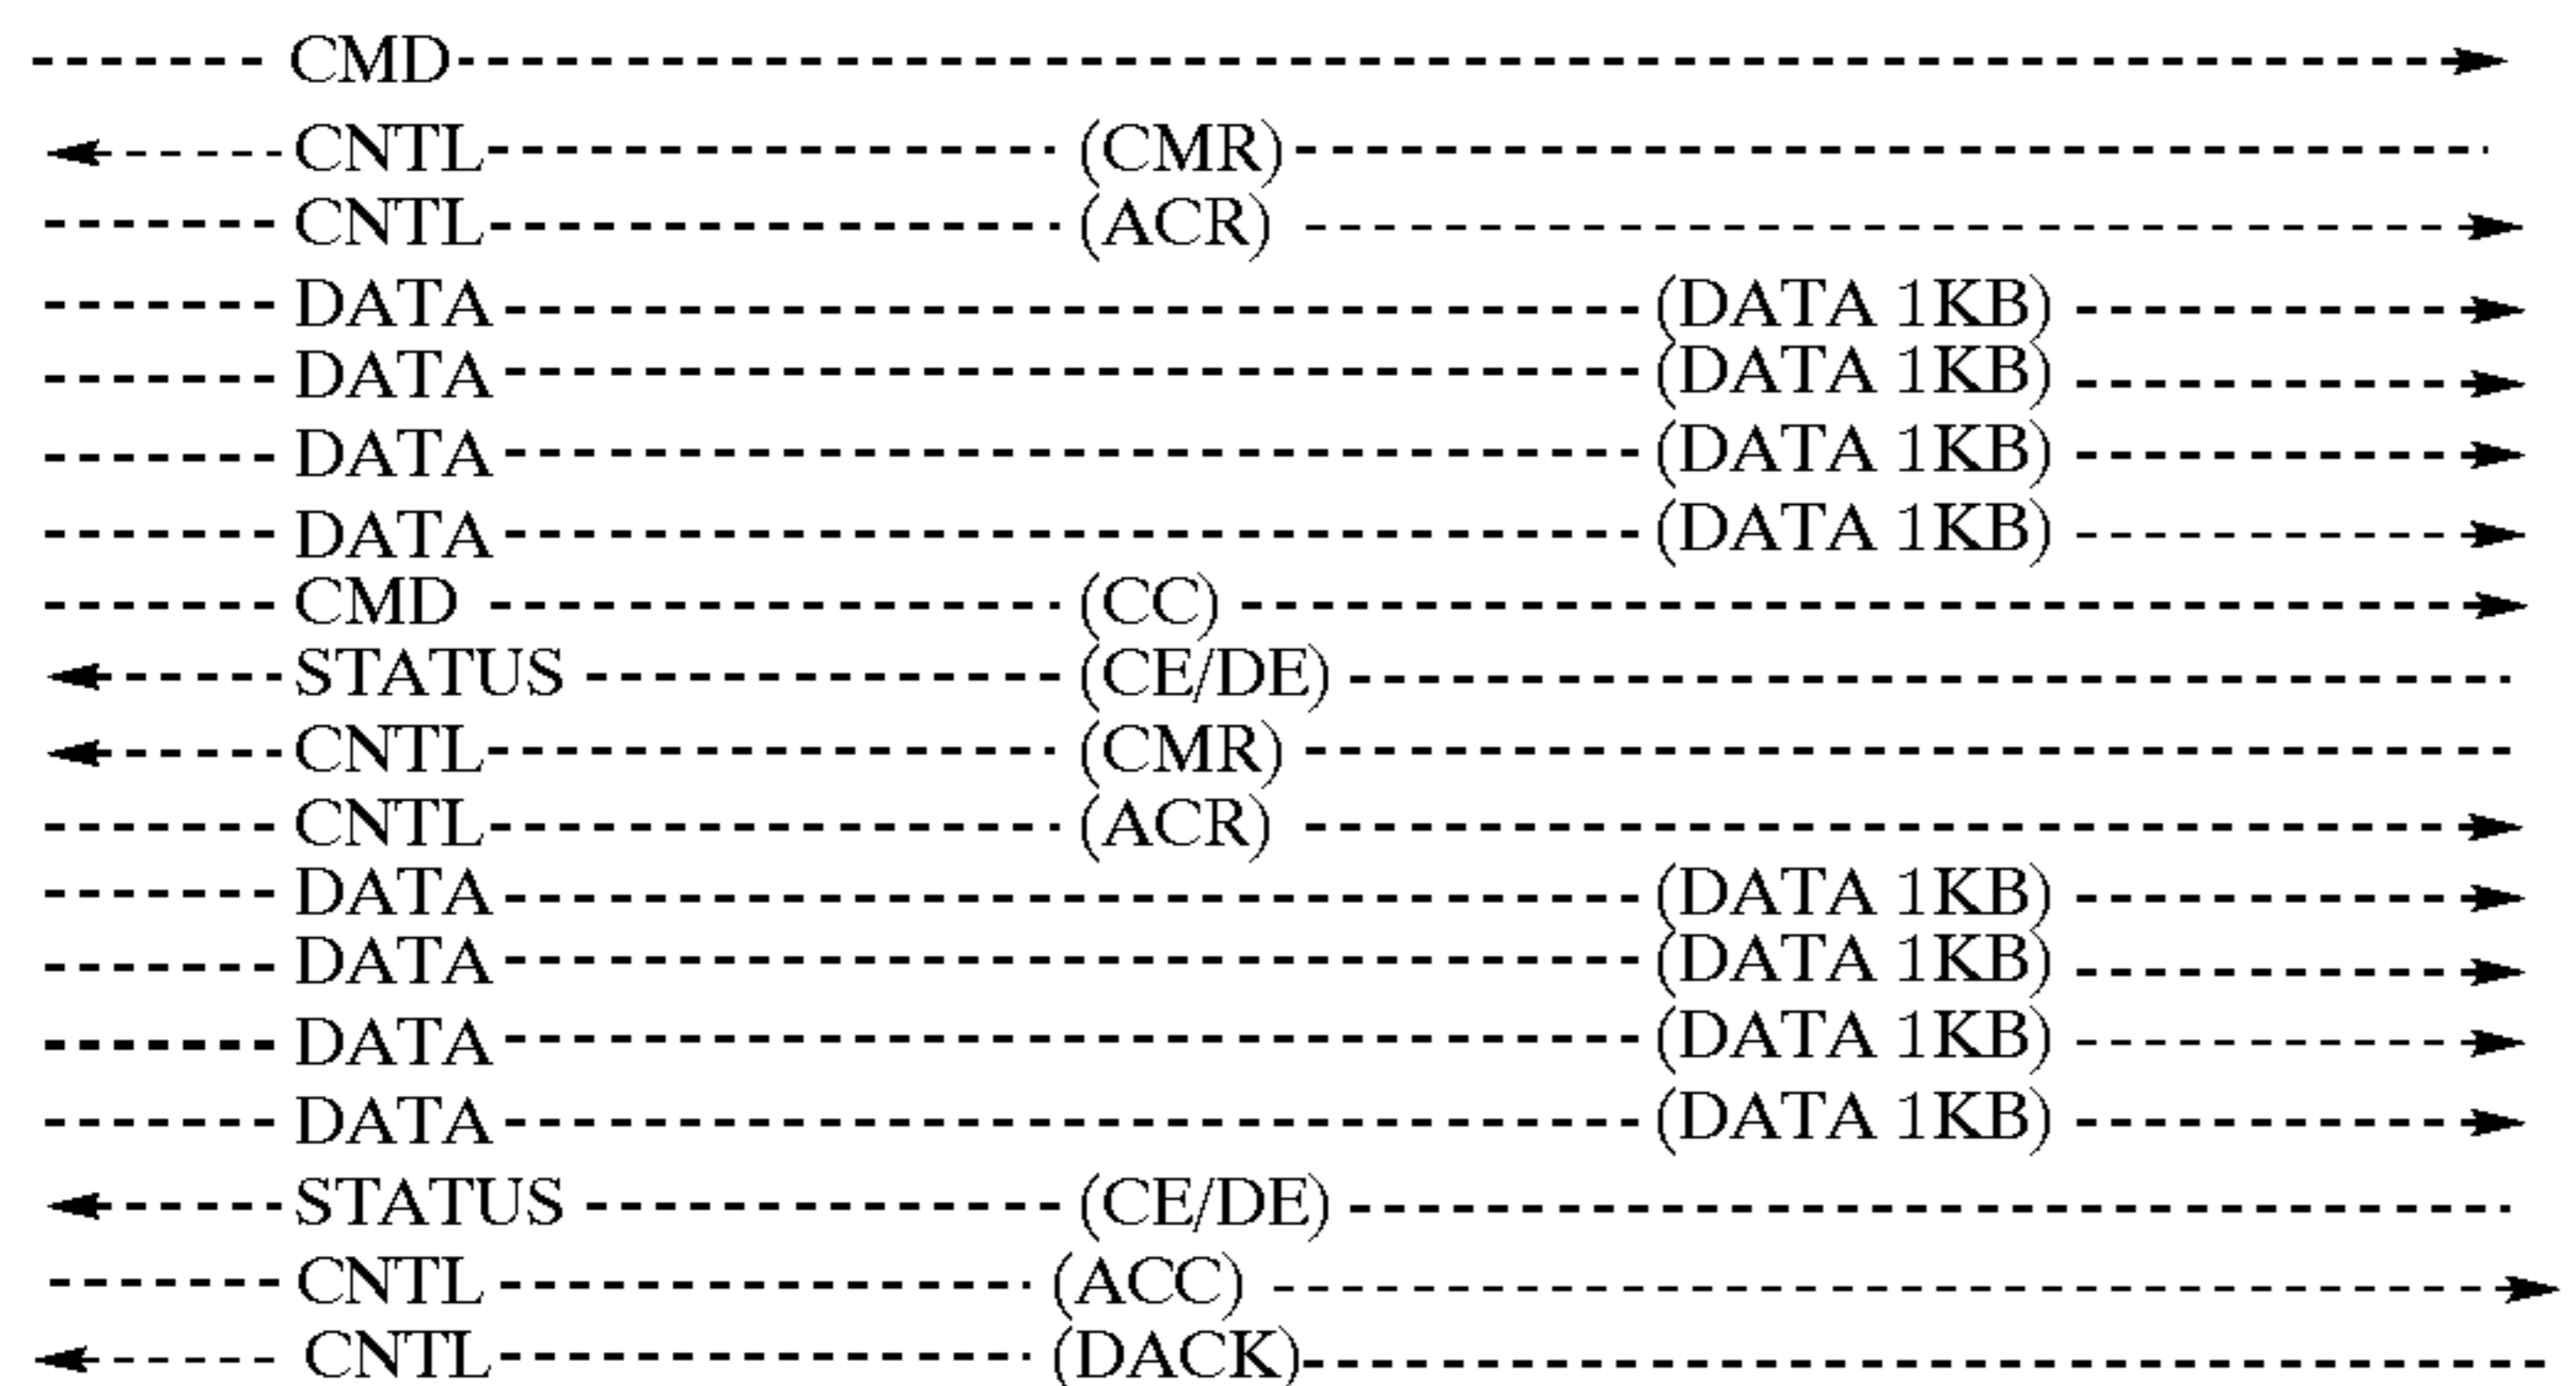 CMD
CNTL (CMR)
CNTL (ACR)
DATA (DATA 1KB)
DATA (DATA 1KB)
DATA (DATA 1KB)
DATA (DATA 1KB)
CMD (CC)
STATUS (CE/DE)
CNTL (CMR)
CNTL (ACR)
DATA (DATA 1KB)
DATA (DATA 1KB)
DATA (DATA 1KB)
DATA (DATA 1KB)
STATUS (CE/DE)
CNTL (ACC)
CNTL (DACK)